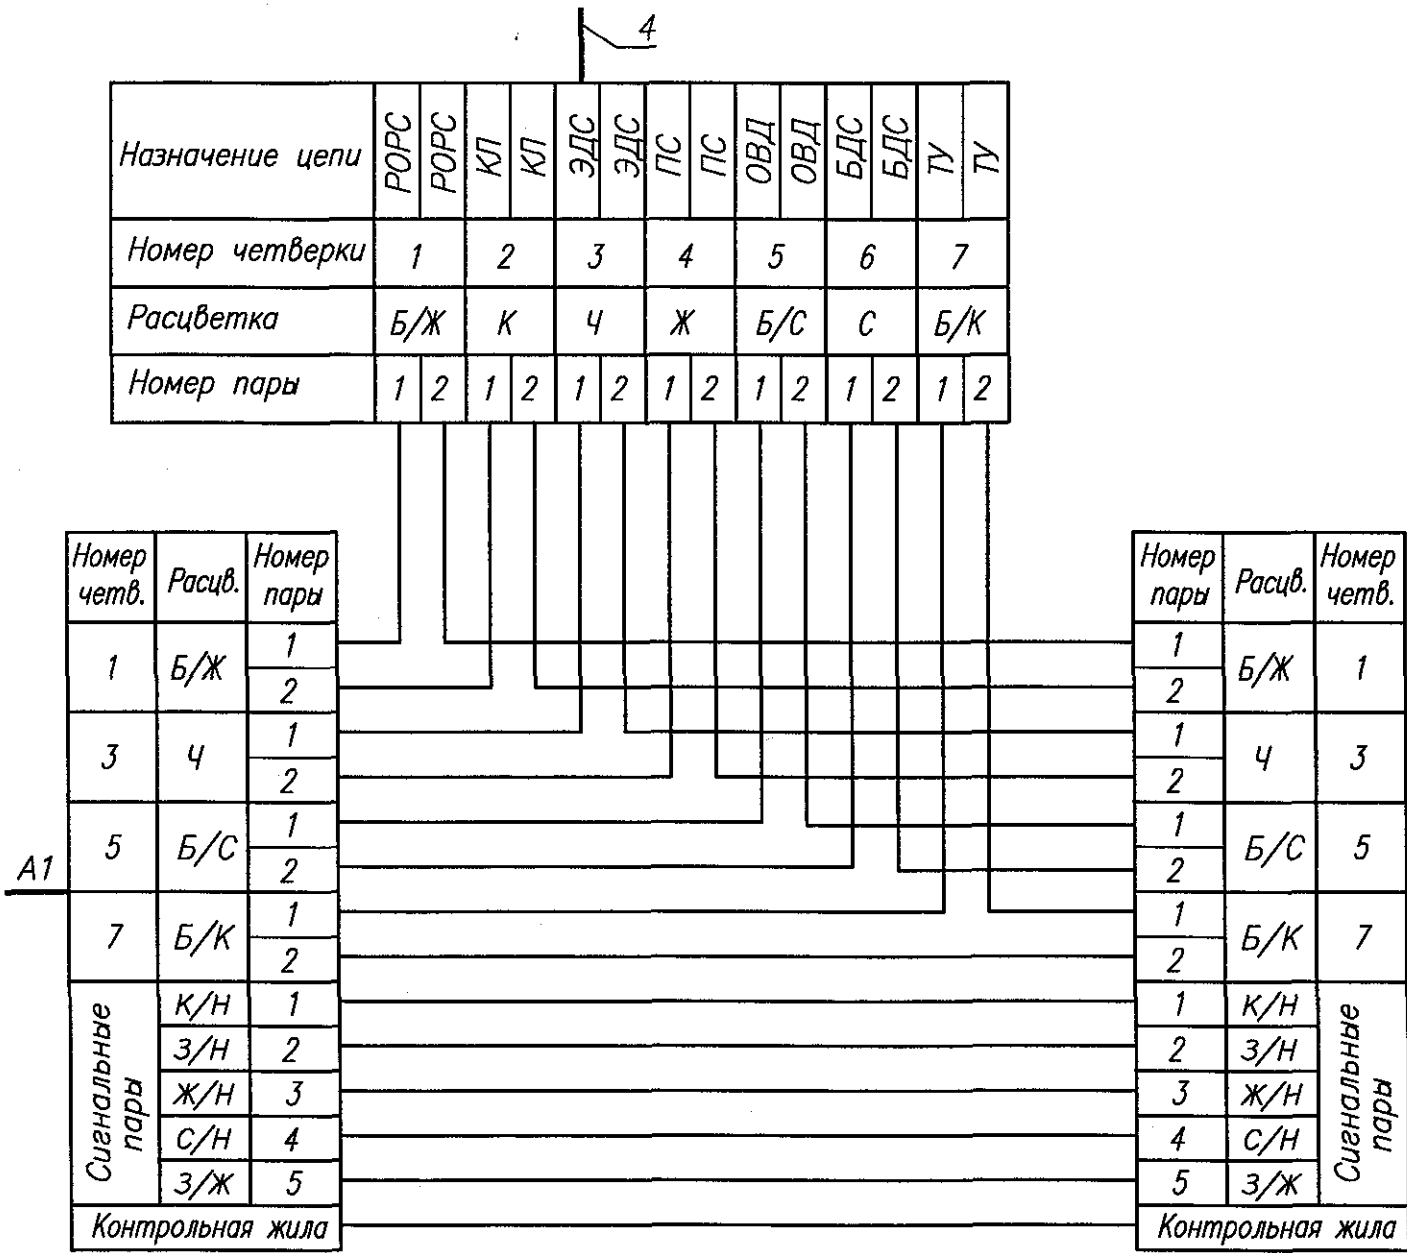 4
Назначение цепи РОРС РОРС КЛ КЛ ЭДС ЭДС ПС ПС ОВД ОВД БДС БДС ТУ ТУ
Номер четверки 1 2 3 4 5 6 7
Расцветка Б/Ж К Ч Ж Б/С С Б/К
Номер пары 1 2 1 2 1 2 1 2 1 2 1 2 1 2
Номер четв. Расцв. Номер пары
1 Б/Ж 1
2
3 Ч 1
2
5 Б/С 1
2
А1
7 Б/К 1
2
Сигнальные пары
К/Н 1
З/Н 2
Ж/Н 3
С/Н 4
З/Ж 5
Контрольная жила
Номер пары Расцв. Номер четв.
1 Б/Ж 1
2
1 Ч 3
2
1 Б/С 5
2
1 Б/К 7
2
1 К/Н
2 З/Н
3 Ж/Н
4 С/Н
5 З/Ж
Сигнальные пары
Контрольная жила